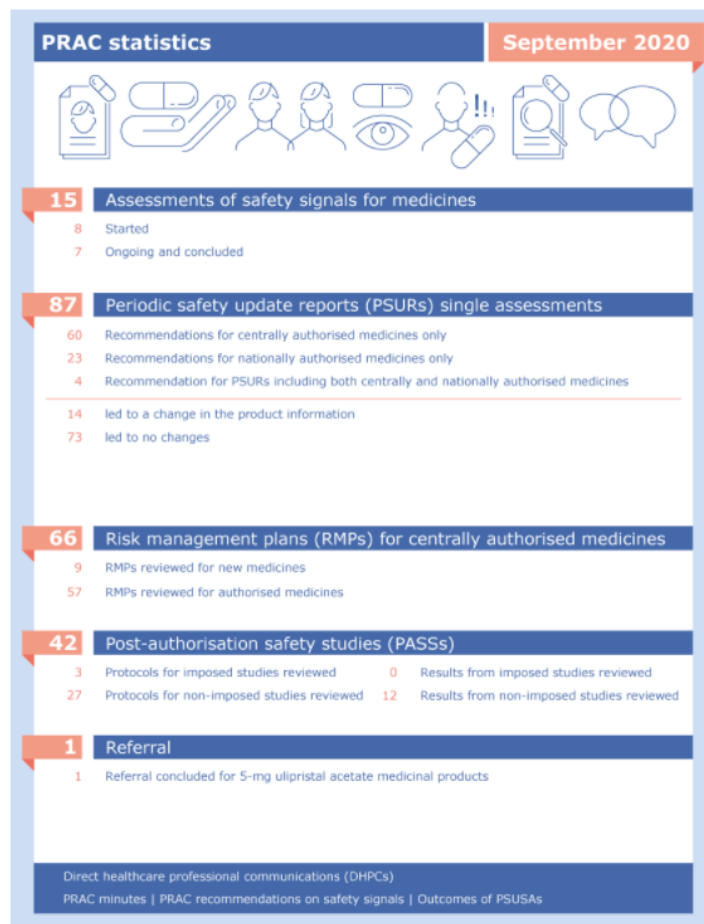 PRAC statistics
September 2020
15 Assessments of safety signals for medicines
8 Started
7 Ongoing and concluded
87 Periodic safety update reports (PSURs) single assessments
60 Recommendations for centrally authorised medicines only
23 Recommendations for nationally authorised medicines only
4 Recommendation for PSURs including both centrally and nationally authorised medicines
14 led to a change in the product information
73 led to no changes
66 Risk management plans (RMPs) for centrally authorised medicines
9 RMPs reviewed for new medicines
57 RMPs reviewed for authorised medicines
42 Post-authorisation safety studies (PASSs)
3 Protocols for imposed studies reviewed 0 Results from imposed studies reviewed
27 Protocols for non-imposed studies reviewed 12 Results from non-imposed studies reviewed
1 Referral
1 Referral concluded for 5-mg ulipristal acetate medicinal products
Direct healthcare professional communications (DHPCs)
PRAC minutes | PRAC recommendations on safety signals | Outcomes of PSUSAs